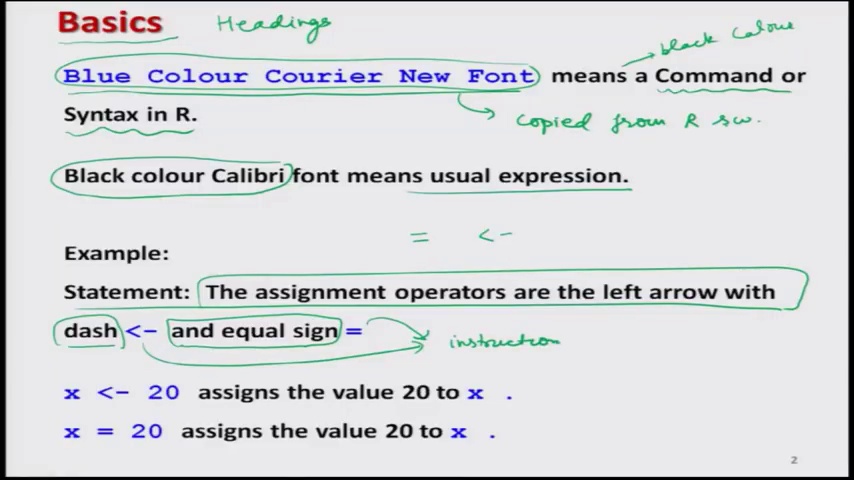 Basics Headings
black Colour
Blue Colour Courier New Font means a Command or
Syntax in R.
copied from R sw.
Black colour Calibri font means usual expression.
= <-
Example:
Statement: The assignment operators are the left arrow with
dash <- and equal sign =
instruction
x <- 20 assigns the value 20 to x .
x = 20 assigns the value 20 to x .
2